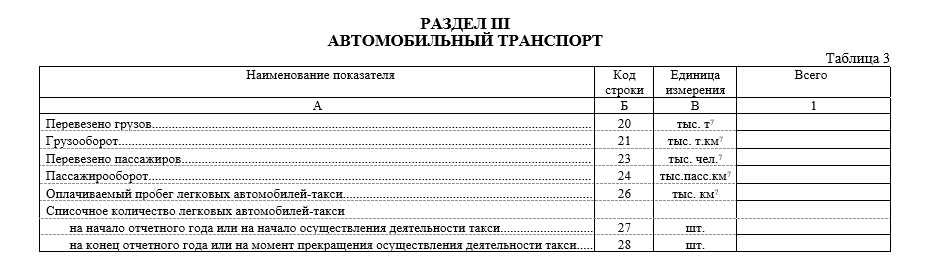 РАЗДЕЛ III
АВТОМОБИЛЬНЫЙ ТРАНСПОРТ
Таблица 3
Наименование показателя Код строки Единица измерения Всего
А Б В 1
Перевезено грузов 20 тыс. т⁷
Грузооборот 21 тыс. т.км⁷
Перевезено пассажиров 23 тыс. чел.⁷
Пассажирооборот 24 тыс.пасс.км⁷
Оплачиваемый пробег легковых автомобилей-такси 26 тыс. км⁷
Списочное количество легковых автомобилей-такси
на начало отчетного года или на начало осуществления деятельности такси 27 шт.
на конец отчетного года или на момент прекращения осуществления деятельности такси 28 шт.